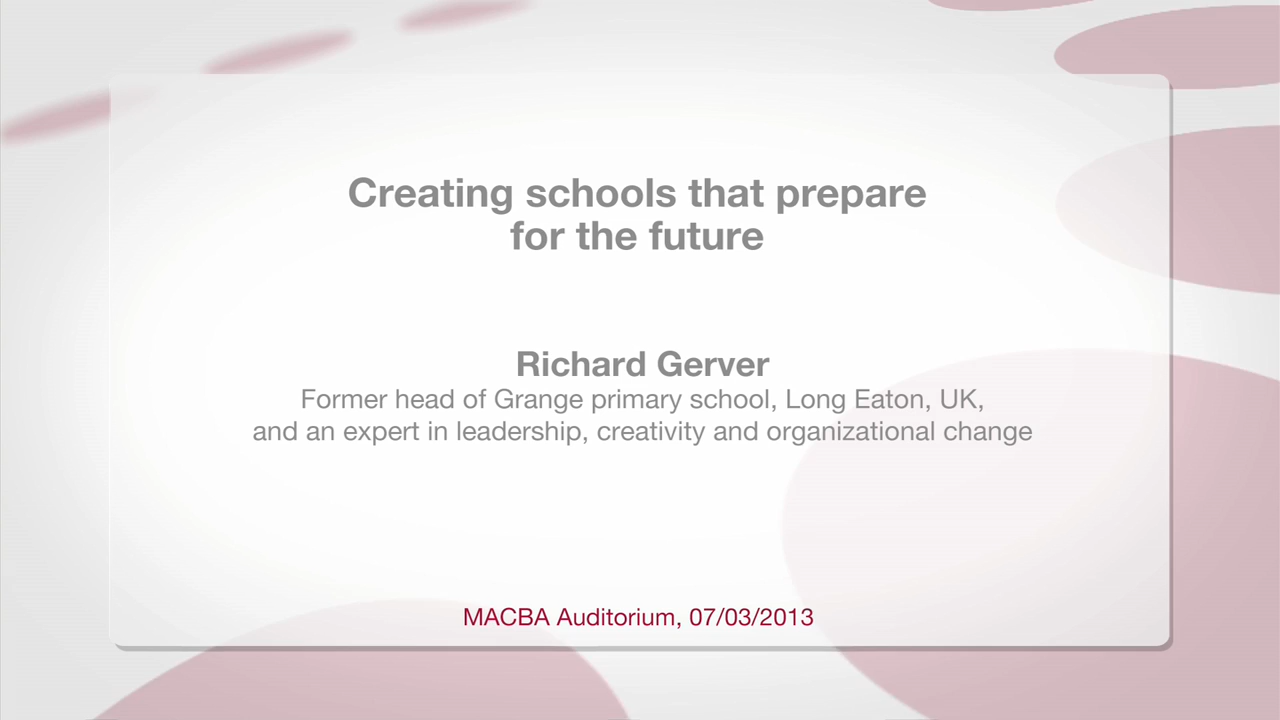 Creating schools that prepare
for the future
Richard Gerver
Former head of Grange primary school, Long Eaton, UK,
and an expert in leadership, creativity and organizational change
MACBA Auditorium, 07/03/2013